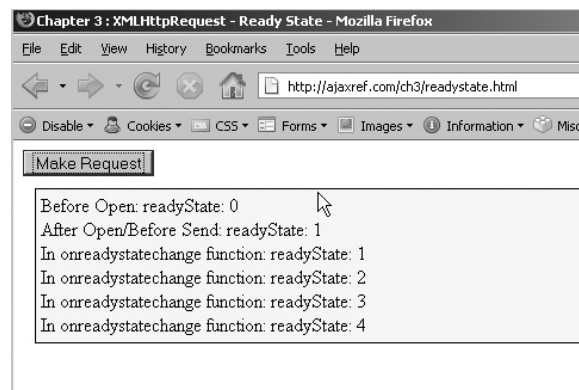 Chapter 3 : XMLHttpRequest - Ready State - Mozilla Firefox
File Edit View History Bookmarks Tools Help
http://ajaxref.com/ch3/readystate.html
Disable Cookies CSS Forms Images Information Misc
Make Request
Before Open: readyState: 0
After Open/Before Send: readyState: 1
In onreadystatechange function: readyState: 1
In onreadystatechange function: readyState: 2
In onreadystatechange function: readyState: 3
In onreadystatechange function: readyState: 4